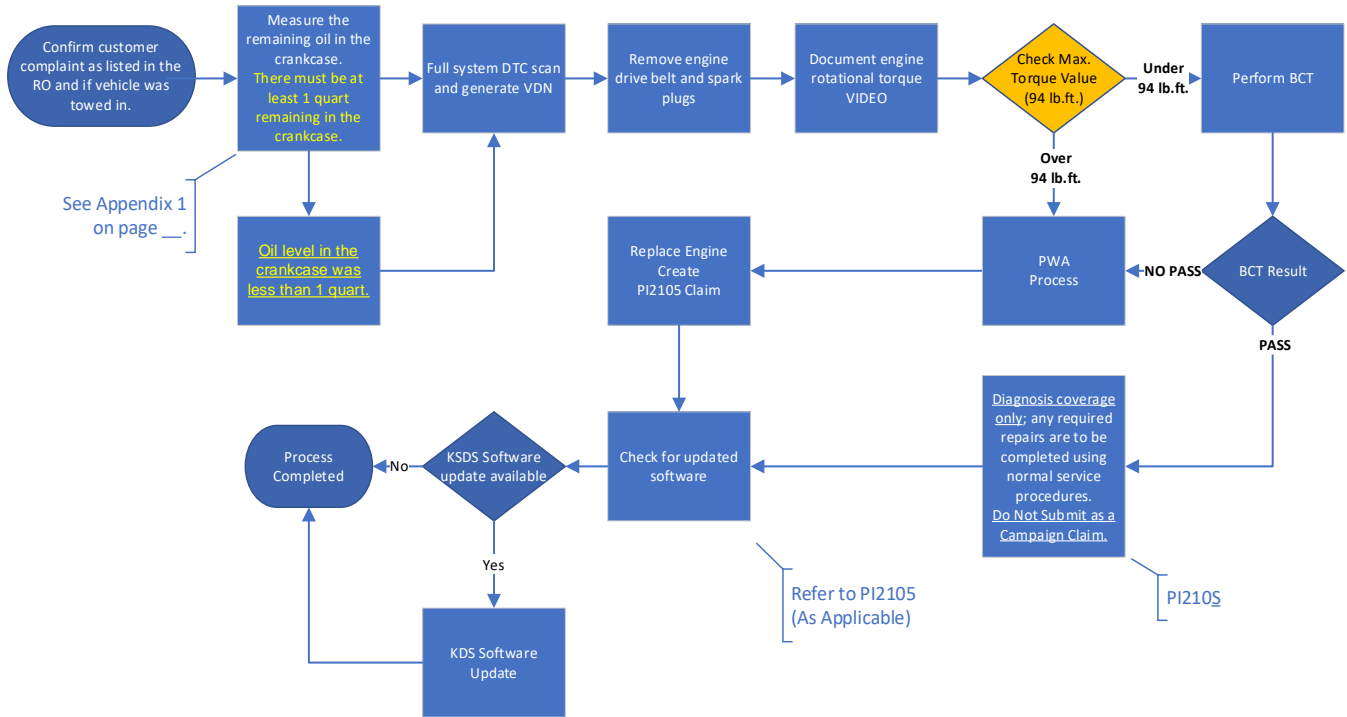 Confirm customer
complaint as listed in the
RO and if vehicle was
towed in.
Measure the
remaining oil in the
crankcase.
There must be at
least 1 quart
remaining in the
crankcase.
Full system DTC scan
and generate VDN
Remove engine
drive belt and spark
plugs
Document engine
rotational torque
VIDEO
Check Max.
Torque Value
(94 lb.ft.)
Under
94 lb.ft.
Perform BCT
Over
94 lb.ft.
See Appendix 1
on page __.
Oil level in the
crankcase was
less than 1 quart.
Replace Engine
Create
PI2105 Claim
PWA
Process
NO PASS
BCT Result
PASS
Diagnosis coverage
only; any required
repairs are to be
completed using
normal service
procedures.
Do Not Submit as a
Campaign Claim.
Process
Completed
No
KSDS Software
update available
Check for updated
software
Yes
Refer to PI2105
(As Applicable)
PI210S
KDS Software
Update